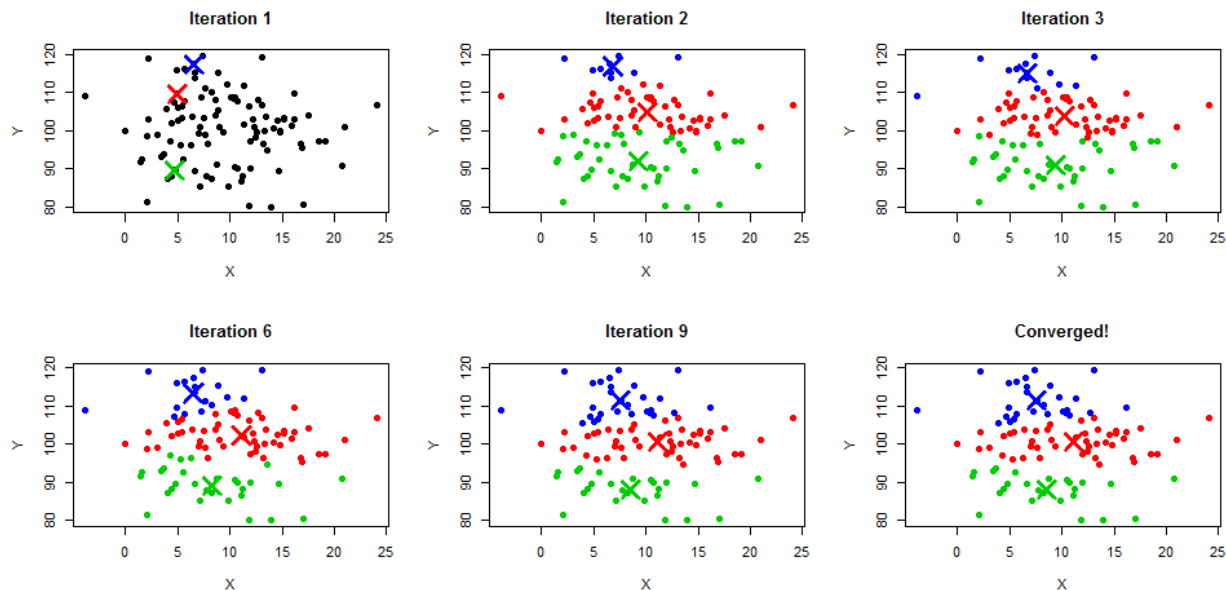 Iteration 1
Iteration 2
Iteration 3
Y
80 90 100 110 120
0 5 10 15 20 25
X
Y
80 90 100 110 120
0 5 10 15 20 25
X
Y
80 90 100 110 120
0 5 10 15 20 25
X
Iteration 6
Iteration 9
Converged!
Y
80 90 100 110 120
0 5 10 15 20 25
X
Y
80 90 100 110 120
0 5 10 15 20 25
X
Y
80 90 100 110 120
0 5 10 15 20 25
X